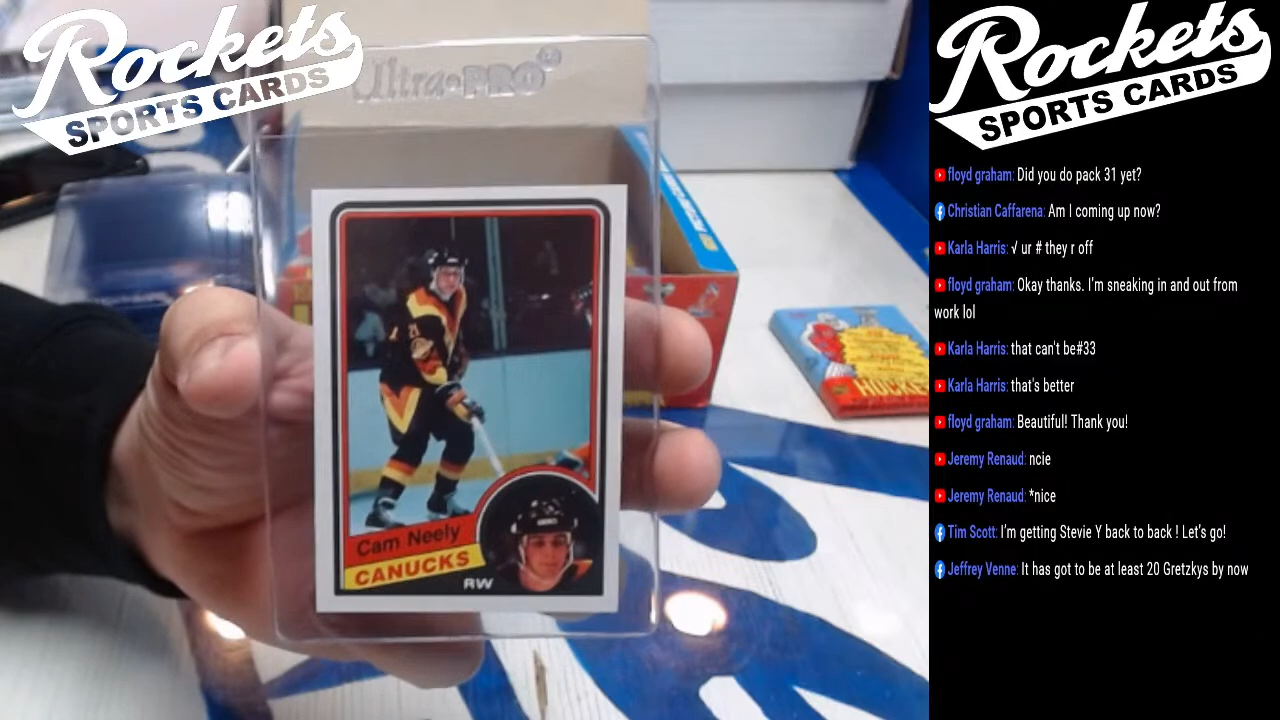 Rockets
SPORTS CARDS
Ultra•PRO
Cam Neely
CANUCKS
RW
HOCKE
Rockets
SPORTS CARDS
floyd graham: Did you do pack 31 yet?
Christian Caffarena: Am I coming up now?
Karla Harris: √ ur # they r off
floyd graham: Okay thanks. I'm sneaking in and out from
work lol
Karla Harris: that can't be#33
Karla Harris: that's better
floyd graham: Beautiful! Thank you!
Jeremy Renaud: ncie
Jeremy Renaud: *nice
Tim Scott: I'm getting Stevie Y back to back ! Let's go!
Jeffrey Venne: It has got to be at least 20 Gretzkys by now